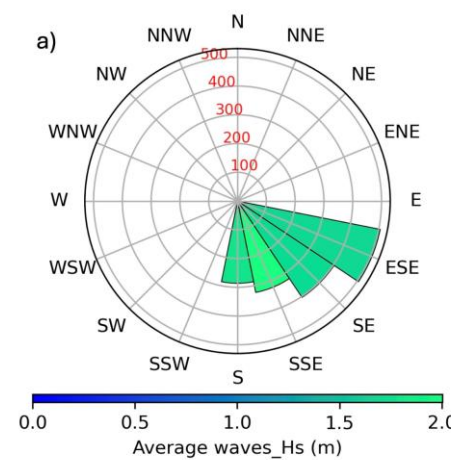 a)
N
NNW
NNE
NW
NE
WNW
ENE
W
E
WSW
ESE
SW
SE
SSW
SSE
S
500
400
300
200
100
0.0 0.5 1.0 1.5 2.0
Average waves_Hs (m)